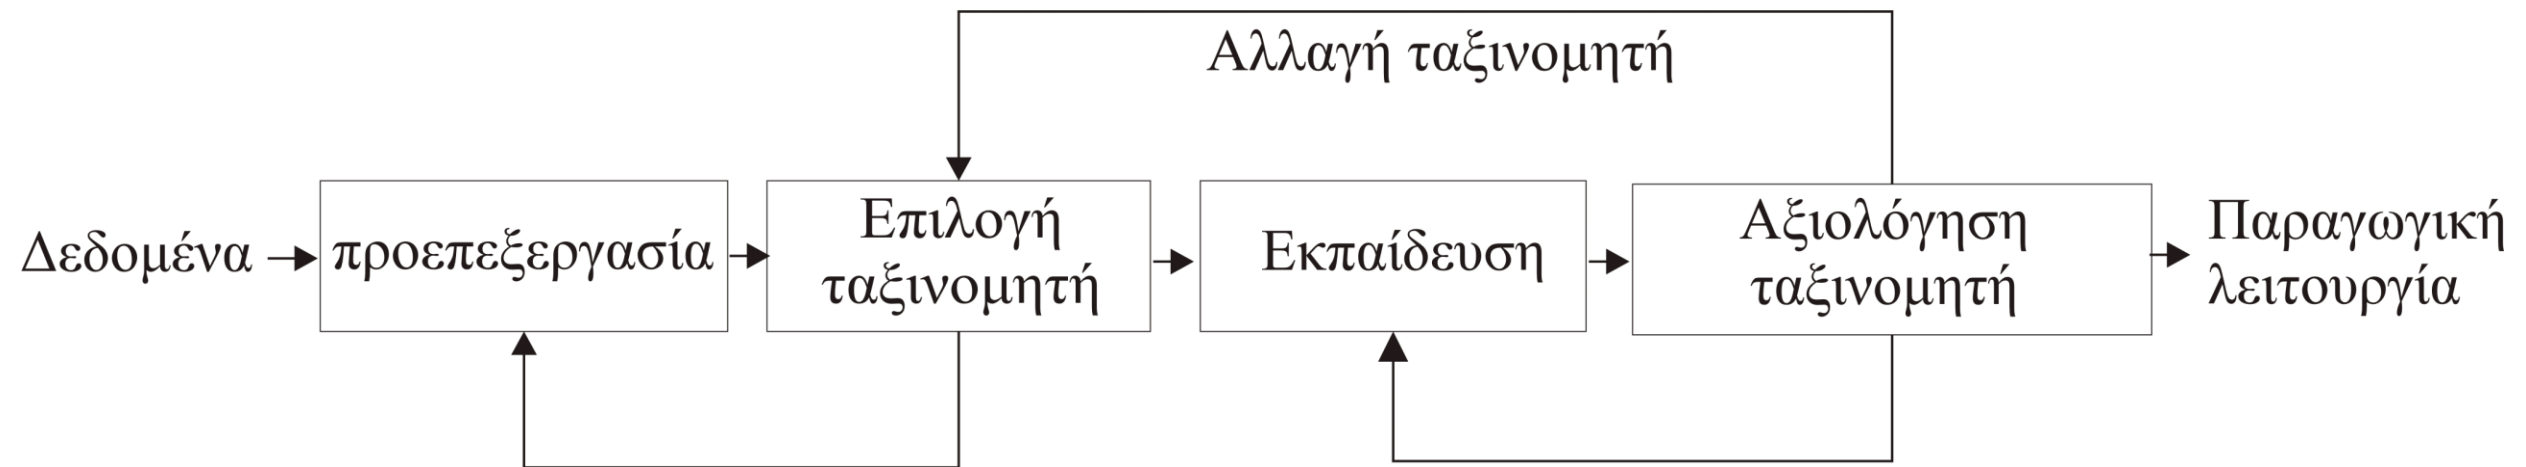 Αλλαγή ταξινομητή
Δεδομένα
προεπεξεργασία
Επιλογή
ταξινομητή
Εκπαίδευση
Αξιολόγηση
ταξινομητή
Παραγωγική
λειτουργία